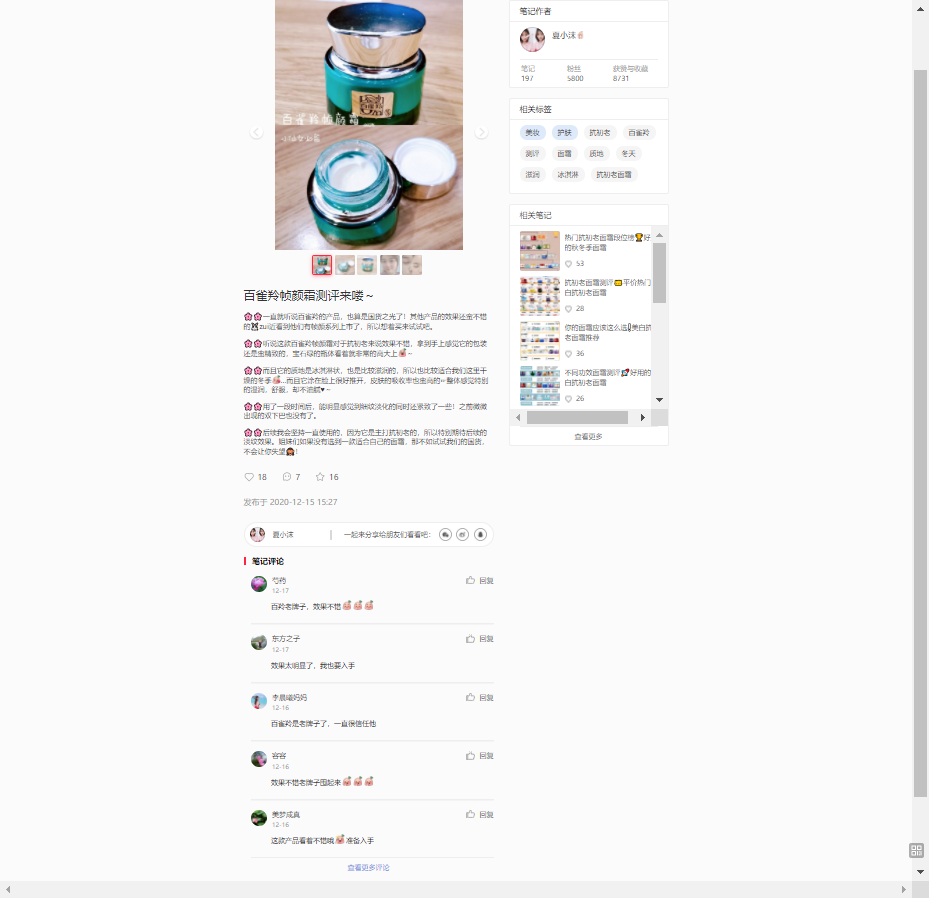 百雀羚帧颜霜
小仙女必备
百雀羚帧颜霜测评来喽～
🌸🌸一直就听说百雀羚的产品，也算是国货之光了！其他产品的效果还蛮不错
的 zui近看到他们有帧颜系列上市了，所以想着买来试试吧。
🌸🌸听说这款百雀羚帧颜霜对于抗初老来说效果不错，拿到手上感觉它的包装
还是蛮精致的，宝石绿的瓶体看着就非常的高大上～
🌸🌸而且它的质地是冰淇淋状，也是比较滋润的，所以也比较适合我们这里干
燥的冬季 ...而且它涂在脸上很好推开，皮肤的吸收率也蛮高的 整体感觉特别
的滋润，舒服，却不油腻♥～
🌸🌸用了一段时间后，能明显感觉到细纹淡化的同时还紧致了一些！之前微微
出现的双下巴也没有了。
🌸🌸后续我会坚持一直使用的，因为它是主打抗初老的，所以特别期待后续的
淡纹效果。姐妹们如果没有选到一款适合自己的面霜，那不如试试我们的国货，
不会让你失望 ！
18 7 16
发布于 2020-12-15 15:27
夏小沫 | 一起来分享给朋友们看看吧：
笔记评论
芍药 回复
12-17
百羚老牌子，效果不错
东方之子 回复
12-17
效果太明显了，我也要入手
李晨曦妈妈 回复
12-16
百雀羚是老牌子了，一直很信任他
容容 回复
12-16
效果不错老牌子囤起来
美梦成真 回复
12-16
这款产品看着不错哦 准备入手
查看更多评论
笔记作者
夏小沫
笔记 粉丝 获赞与收藏
197 5800 8731
相关标签
美妆 护肤 抗初老 百雀羚
测评 面霜 质地 冬天
滋润 冰淇淋 抗初老面霜
相关笔记
热门抗初老面霜段位榜🏆好
的秋冬季面霜
53
抗初老面霜测评 平价热门
白抗初老面霜
28
你的面霜应该这么选 美白抗
老面霜推荐
36
不同功效面霜测评 好用的
白抗初老面霜
26
查看更多